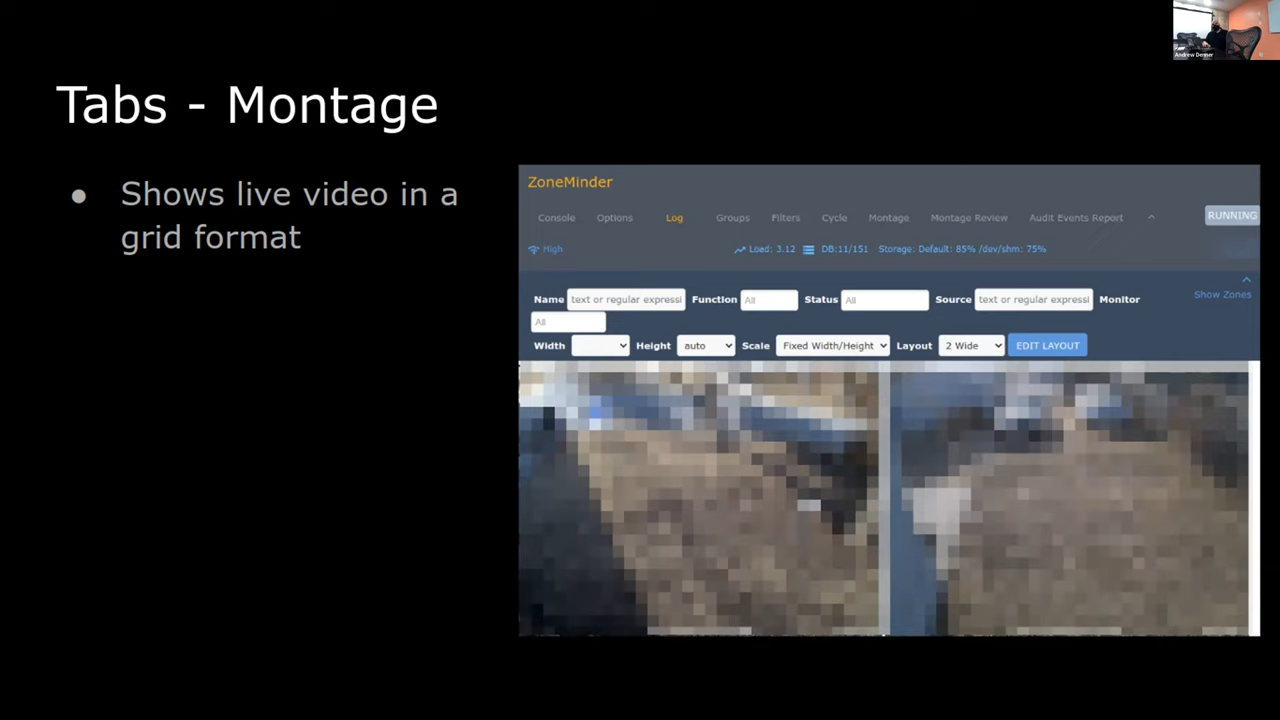 Andrew Denner
Tabs - Montage
● Shows live video in a
grid format
ZoneMinder
Console Options Log Groups Filters Cycle Montage Montage Review Audit Events Report RUNNING
High Load: 3.12 DB:11/151 Storage: Default: 85% /dev/shm: 75%
Show Zones
Name text or regular expressi Function All Status All Source text or regular expressi Monitor
All
Width Height auto Scale Fixed Width/Height Layout 2 Wide EDIT LAYOUT